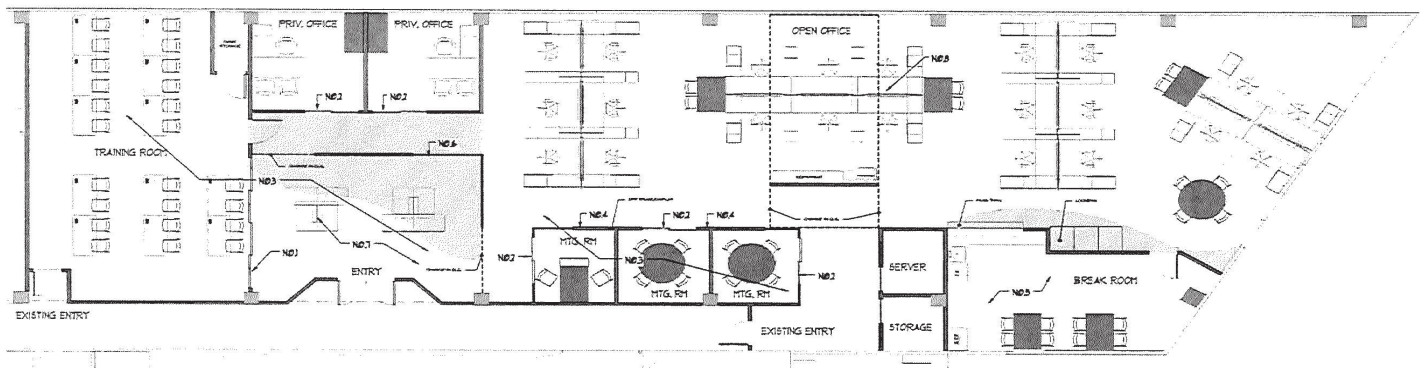 PRIV. OFFICE
PRIV. OFFICE
OPEN OFFICE
NO.8
NO.2
NO.2
NO.6
TRAINING ROOM
NO.3
NO.4
NO.2
NO.4
MTG. RM
NO.7
NO.2
NO.3
NO.2
NO.1
ENTRY
MTG. RM
MTG. RM
SERVER
BREAK ROOM
NO.5
EXISTING ENTRY
EXISTING ENTRY
STORAGE
REF